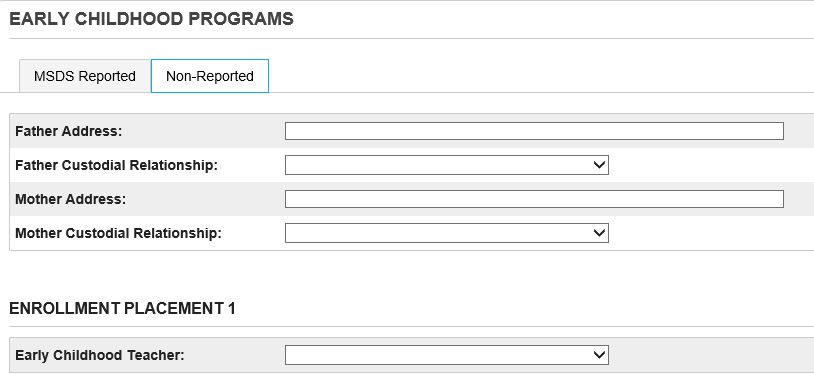 EARLY CHILDHOOD PROGRAMS
MSDS Reported Non-Reported
Father Address:
Father Custodial Relationship:
Mother Address:
Mother Custodial Relationship:
ENROLLMENT PLACEMENT 1
Early Childhood Teacher: